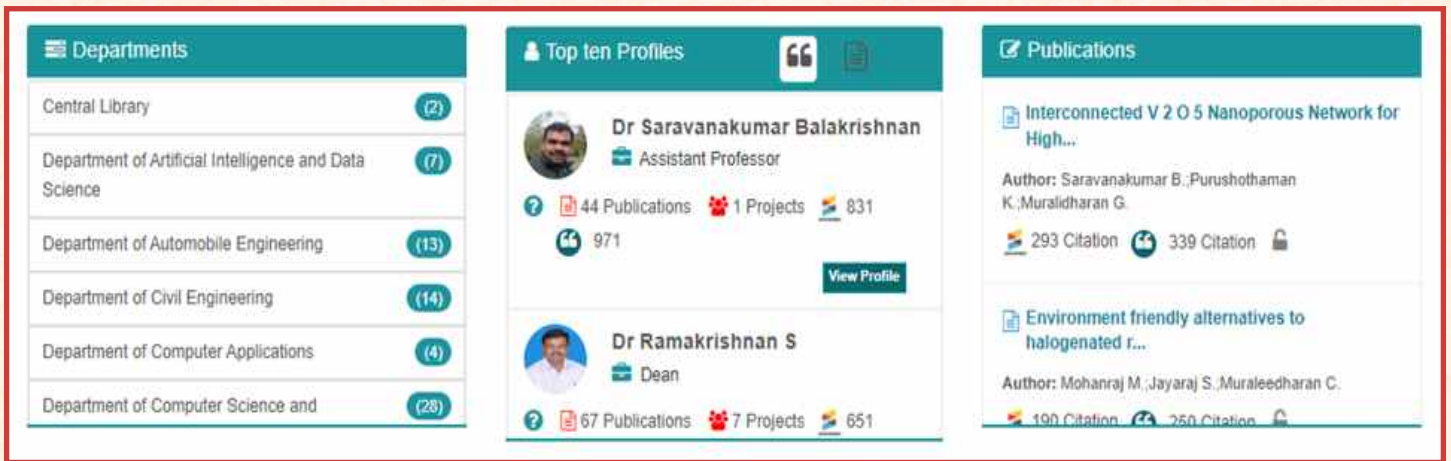 Departments
Central Library (2)
Department of Artificial Intelligence and Data (7)
Science
Department of Automobile Engineering (13)
Department of Civil Engineering (14)
Department of Computer Applications (4)
Department of Computer Science and (28)
Top ten Profiles
Dr Saravanakumar Balakrishnan
Assistant Professor
44 Publications 1 Projects 831
971
View Profile
Dr Ramakrishnan S
Dean
67 Publications 7 Projects 651
Publications
Interconnected V 2 O 5 Nanoporous Network for
High...
Author: Saravanakumar B.;Purushothaman
K.;Muralidharan G.
293 Citation 339 Citation
Environment friendly alternatives to
halogenated r...
Author: Mohanraj M.;Jayaraj S.;Muraleedharan C.
190 Citation 250 Citation